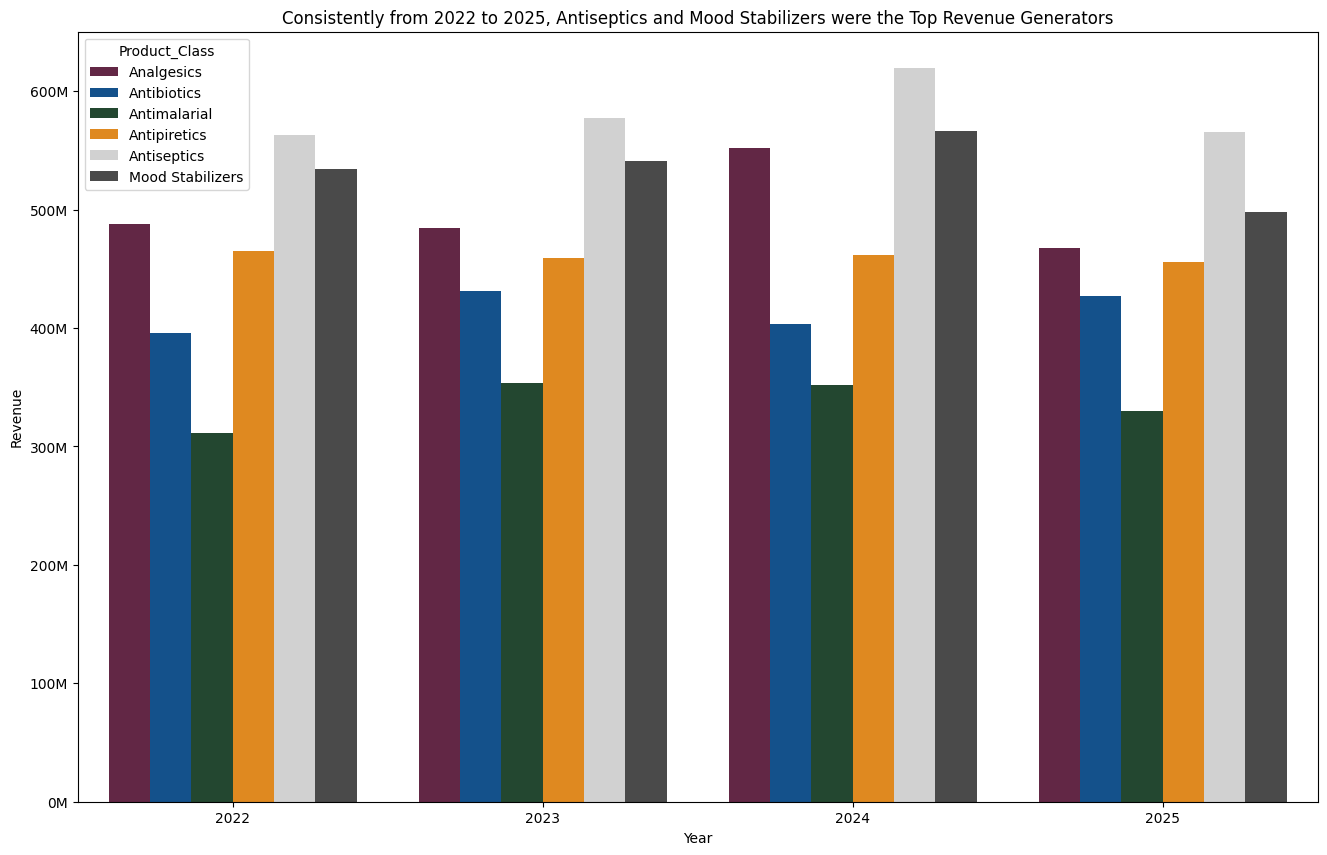 Consistently from 2022 to 2025, Antiseptics and Mood Stabilizers were the Top Revenue Generators
Product_Class
Analgesics
Antibiotics
Antimalarial
Antipiretics
Antiseptics
Mood Stabilizers
600M
500M
400M
300M
200M
100M
0M
Revenue
2022
2023
2024
2025
Year